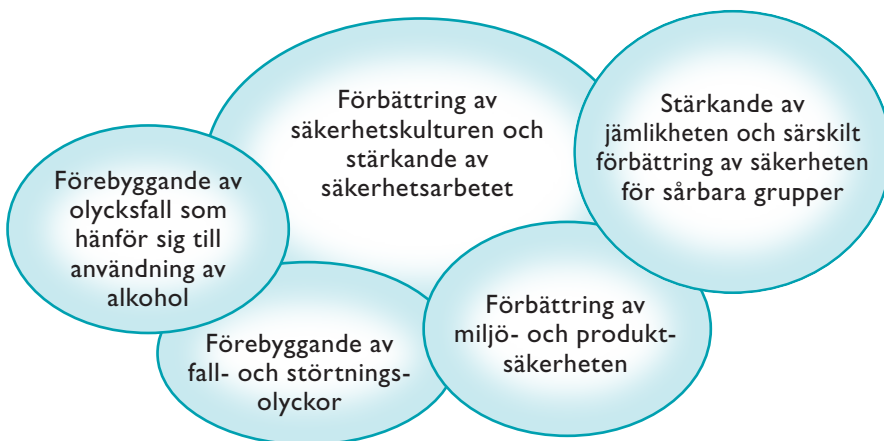 Förbättring av
säkerhetskulturen och
stärkande av
säkerhetsarbetet
Stärkande av
jämlikheten och särskilt
förbättring av säkerheten
för sårbara grupper
Förebyggande av
olycksfall som
hänför sig till
användning av
alkohol
Förebyggande av
fall- och störtnings-
olyckor
Förbättring av
miljö- och produkt-
säkerheten